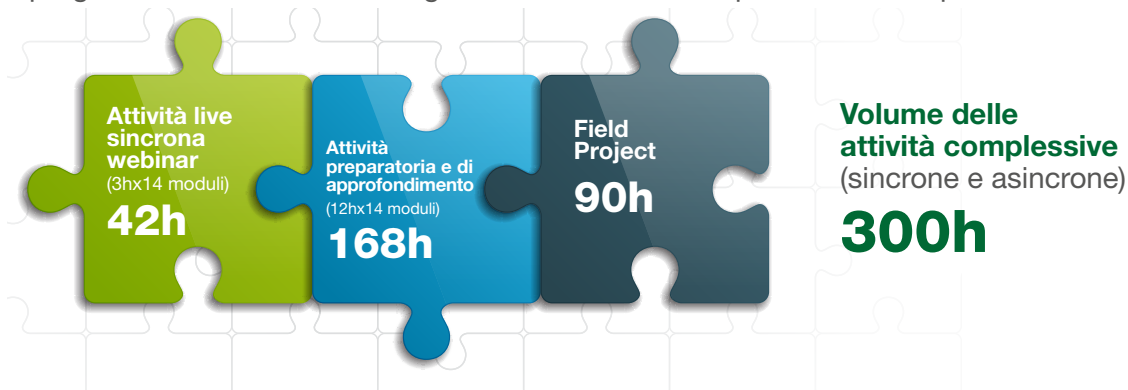 Attività live
sincrona
webinar
(3hx14 moduli)
42h
Attività
preparatoria e di
approfondimento
(12hx14 moduli)
168h
Field
Project
90h
Volume delle
attività complessive
(sincrone e asincrone)
300h